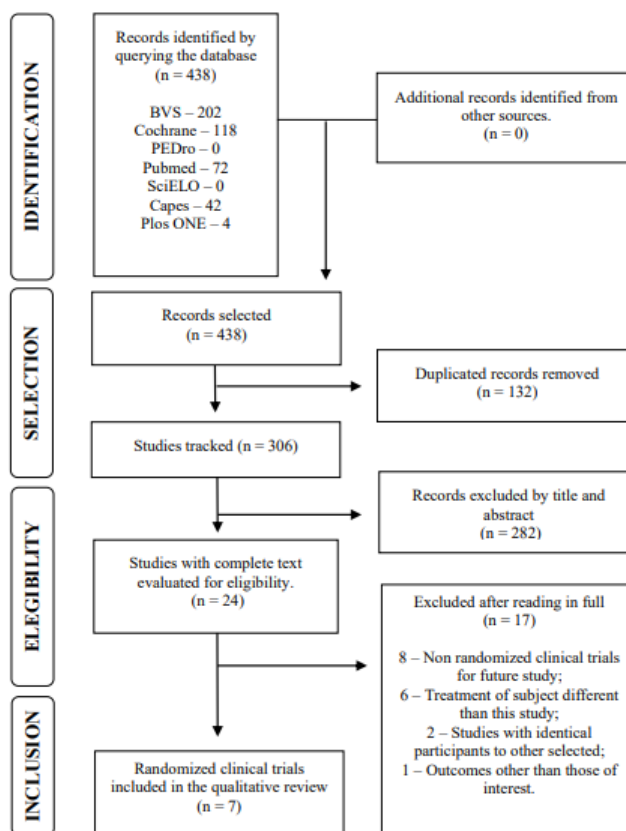 IDENTIFICATION
Records identified by
querying the database
(n = 438)
BVS – 202
Cochrane – 118
PEDro – 0
Pubmed – 72
SciELO – 0
Capes – 42
Plos ONE – 4
Additional records identified from
other sources.
(n = 0)
SELECTION
Records selected
(n = 438)
Duplicated records removed
(n = 132)
Studies tracked (n = 306)
ELEGIBILITY
Records excluded by title and
abstract
(n = 282)
Studies with complete text
evaluated for eligibility.
(n = 24)
Excluded after reading in full
(n = 17)
8 – Non randomized clinical trials
for future study;
6 – Treatment of subject different
than this study;
2 – Studies with identical
participants to other selected;
1 – Outcomes other than those of
interest.
INCLUSION
Randomized clinical trials
included in the qualitative review
(n = 7)